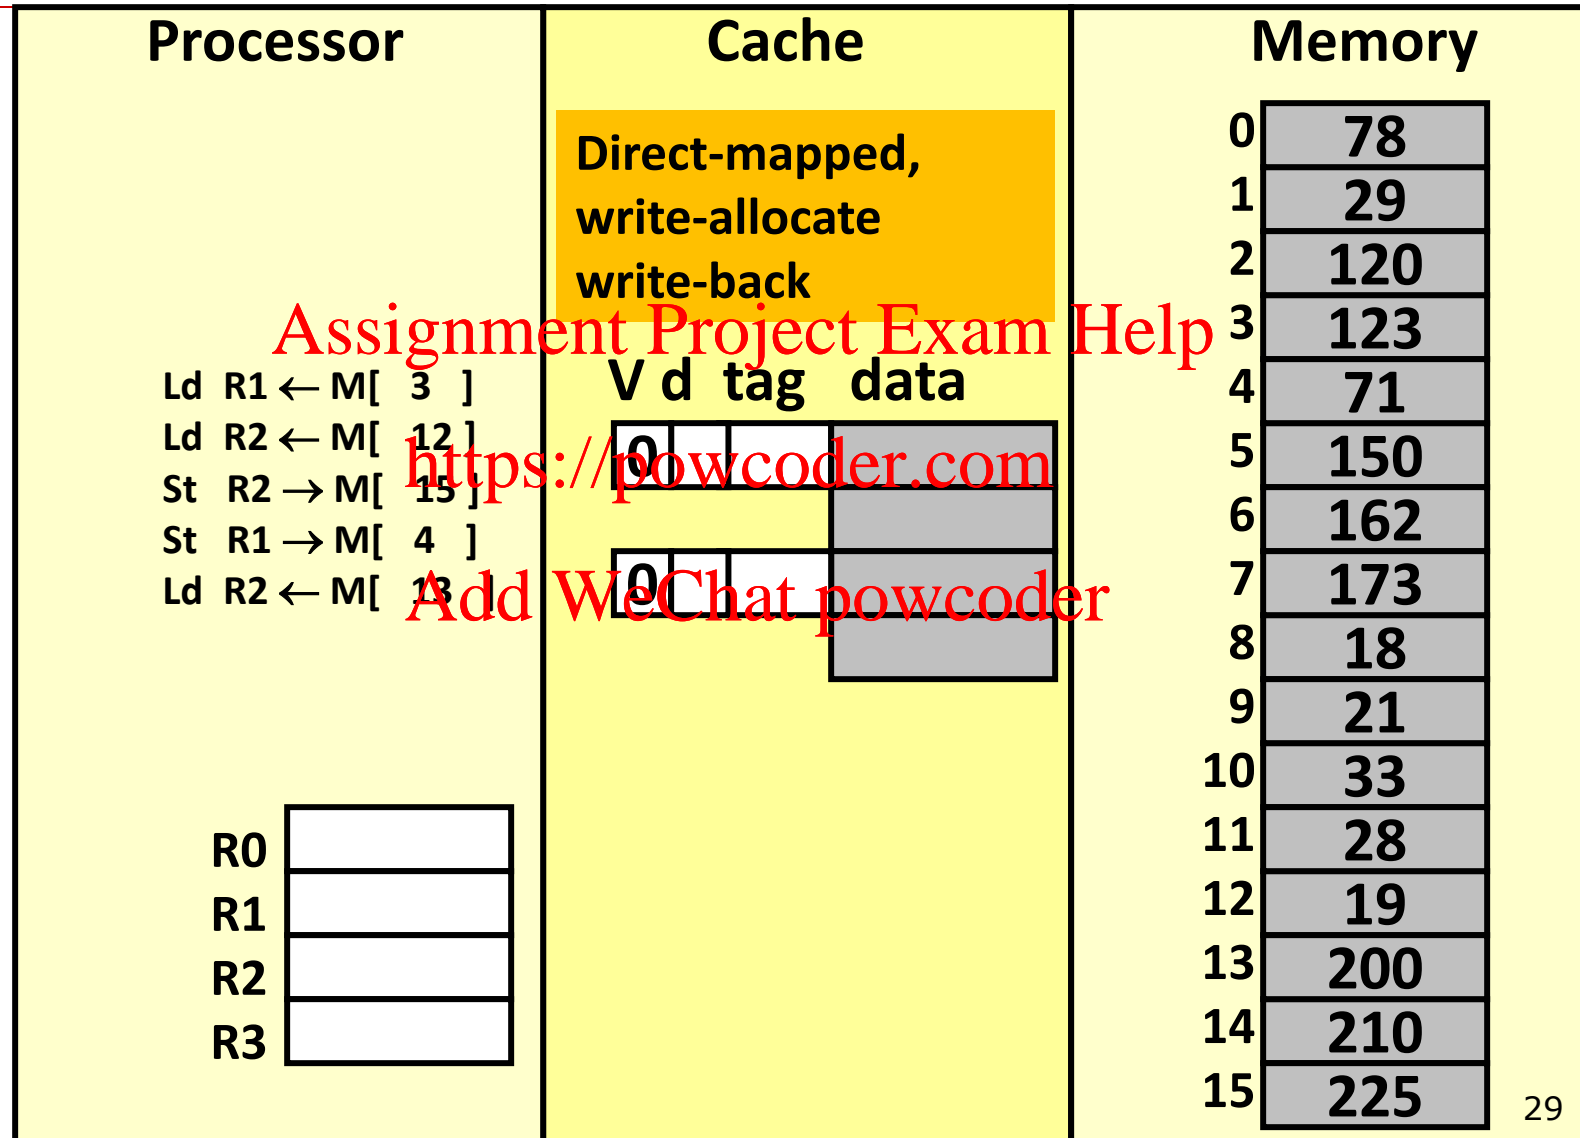 Processor
Cache
Memory
Direct-mapped,
write-allocate
write-back
Assignment Project Exam Help
https://powcoder.com
Add WeChat powcoder
Ld R1 ← M[ 3 ]
Ld R2 ← M[ 12 ]
St R2 → M[ 15 ]
St R1 → M[ 4 ]
Ld R2 ← M[ 13 ]
V d tag data
0
0
R0
R1
R2
R3
0 78
1 29
2 120
3 123
4 71
5 150
6 162
7 173
8 18
9 21
10 33
11 28
12 19
13 200
14 210
15 225
29